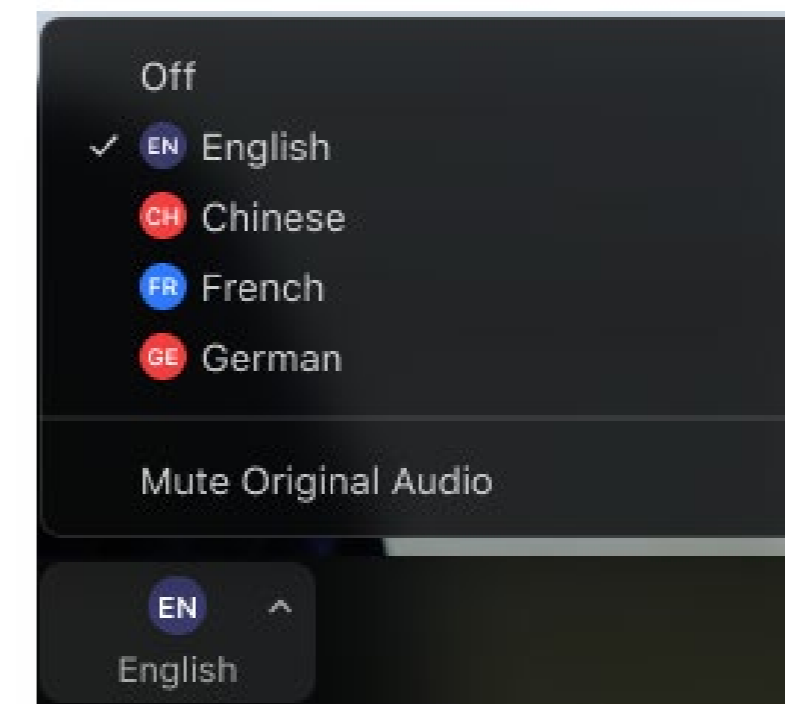 Off
EN English
CH Chinese
FR French
GE German
Mute Original Audio
EN
English